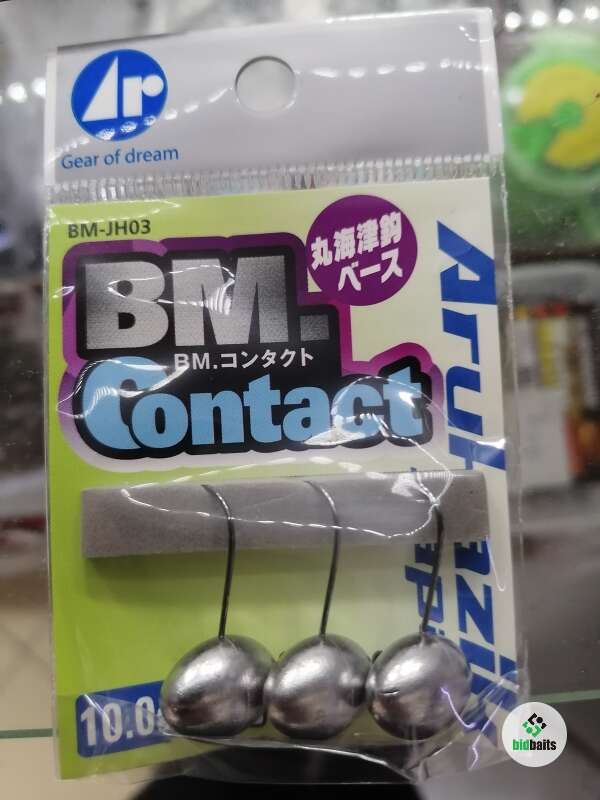 Ar
Gear of dream
BM-JH03
丸海津鈎
ベース
BM.
BM.コンタクト
Contact
10.0
bidbaits